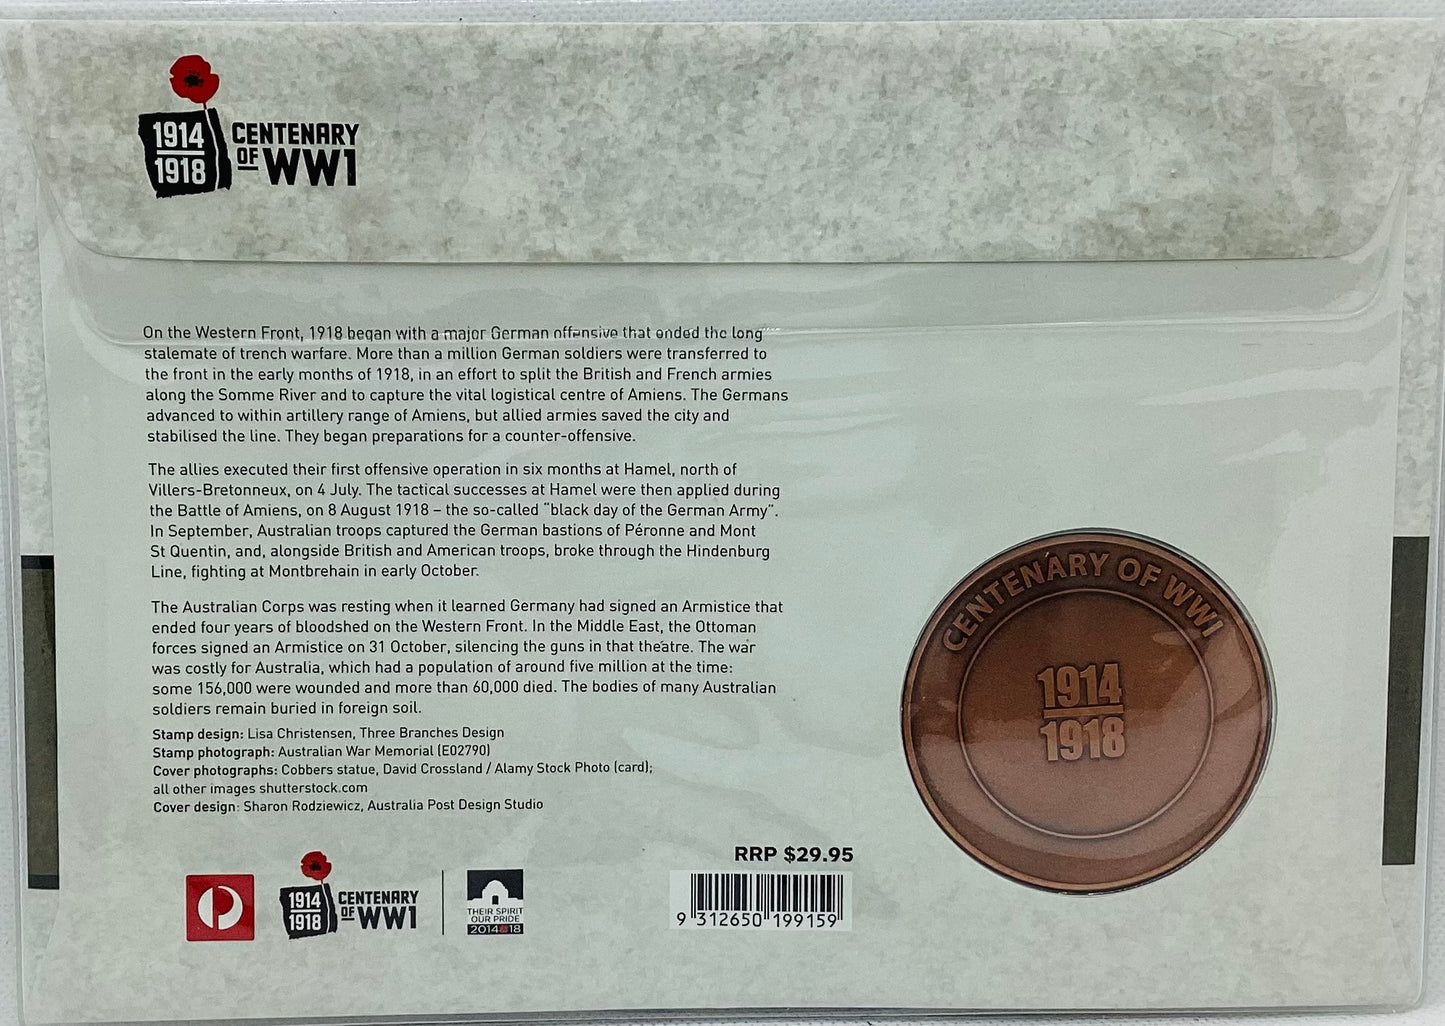 1914
1918
CENTENARY
OF WW1
On the Western Front, 1918 began with a major German offensive that ended the long
stalemate of trench warfare. More than a million German soldiers were transferred to
the front in the early months of 1918, in an effort to split the British and French armies
along the Somme River and to capture the vital logistical centre of Amiens. The Germans
advanced to within artillery range of Amiens, but allied armies saved the city and
stabilised the line. They began preparations for a counter-offensive.
The allies executed their first offensive operation in six months at Hamel, north of
Villers-Bretonneux, on 4 July. The tactical successes at Hamel were then applied during
the Battle of Amiens, on 8 August 1918 – the so-called "black day of the German Army".
In September, Australian troops captured the German bastions of Péronne and Mont
St Quentin, and, alongside British and American troops, broke through the Hindenburg
Line, fighting at Montbrehain in early October.
The Australian Corps was resting when it learned Germany had signed an Armistice that
ended four years of bloodshed on the Western Front. In the Middle East, the Ottoman
forces signed an Armistice on 31 October, silencing the guns in that theatre. The war
was costly for Australia, which had a population of around five million at the time:
some 156,000 were wounded and more than 60,000 died. The bodies of many Australian
soldiers remain buried in foreign soil.
Stamp design: Lisa Christensen, Three Branches Design
Stamp photograph: Australian War Memorial (E02790)
Cover photographs: Cobbers statue, David Crossland / Alamy Stock Photo (card);
all other images shutterstock.com
Cover design: Sharon Rodziewicz, Australia Post Design Studio
1914
1918
CENTENARY
OF WW1
THEIR SPIRIT
OUR PRIDE
2014 18
RRP $29.95
9 312650 199159
CENTENARY OF WWI
1914
1918